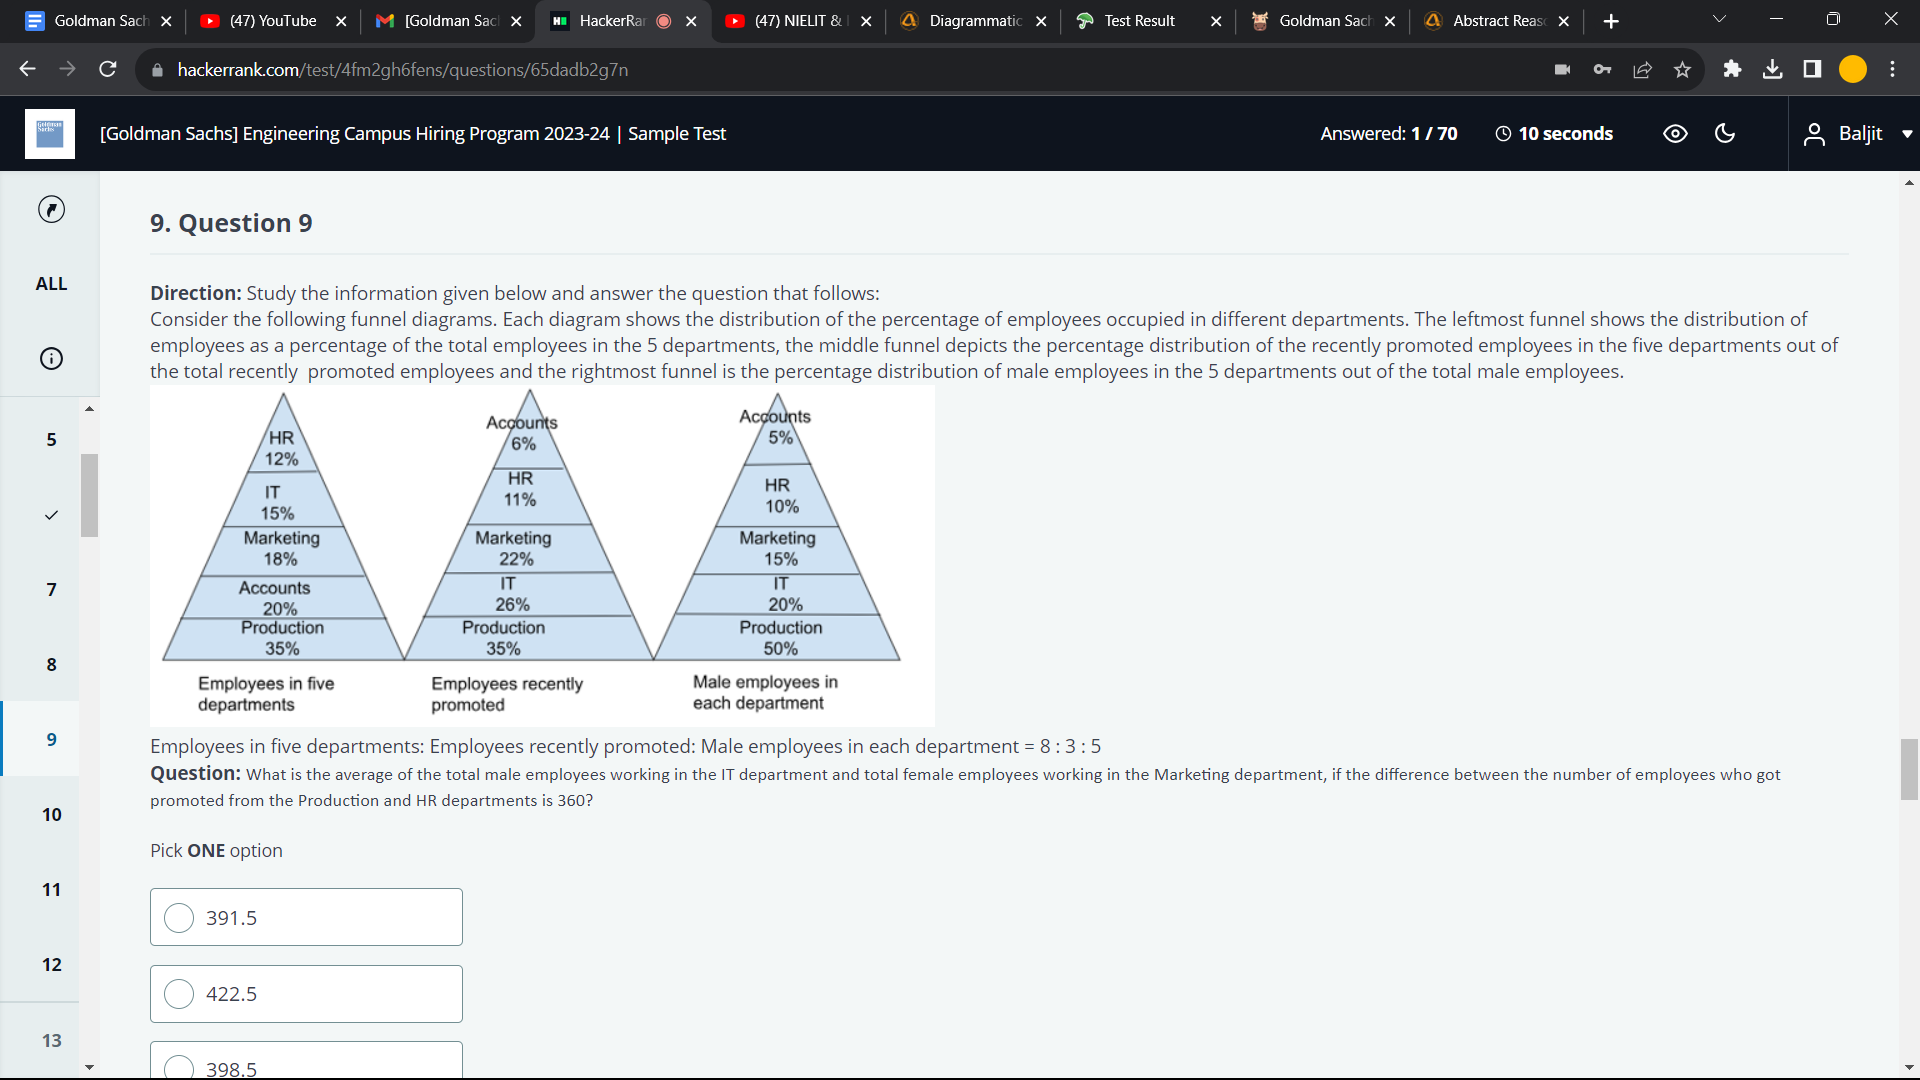 Goldman Sach
(47) YouTube
[Goldman Sac
HackerRar
(47) NIELIT &
Diagrammatic
Test Result
Goldman Sach
Abstract Reaso
hackerrank.com/test/4fm2gh6fens/questions/65dadb2g7n
Goldman
Sachs
[Goldman Sachs] Engineering Campus Hiring Program 2023-24 | Sample Test
Answered: 1 / 70
10 seconds
Baljit
ALL
5
7
8
9
10
11
12
13
9. Question 9
Direction: Study the information given below and answer the question that follows:
Consider the following funnel diagrams. Each diagram shows the distribution of the percentage of employees occupied in different departments. The leftmost funnel shows the distribution of
employees as a percentage of the total employees in the 5 departments, the middle funnel depicts the percentage distribution of the recently promoted employees in the five departments out of
the total recently promoted employees and the rightmost funnel is the percentage distribution of male employees in the 5 departments out of the total male employees.
HR
12%
IT
15%
Marketing
18%
Accounts
20%
Production
35%
Employees in five
departments
Accounts
6%
HR
11%
Marketing
22%
IT
26%
Production
35%
Employees recently
promoted
Accounts
5%
HR
10%
Marketing
15%
IT
20%
Production
50%
Male employees in
each department
Employees in five departments: Employees recently promoted: Male employees in each department = 8 : 3 : 5
Question: What is the average of the total male employees working in the IT department and total female employees working in the Marketing department, if the difference between the number of employees who got
promoted from the Production and HR departments is 360?
Pick ONE option
391.5
422.5
398.5